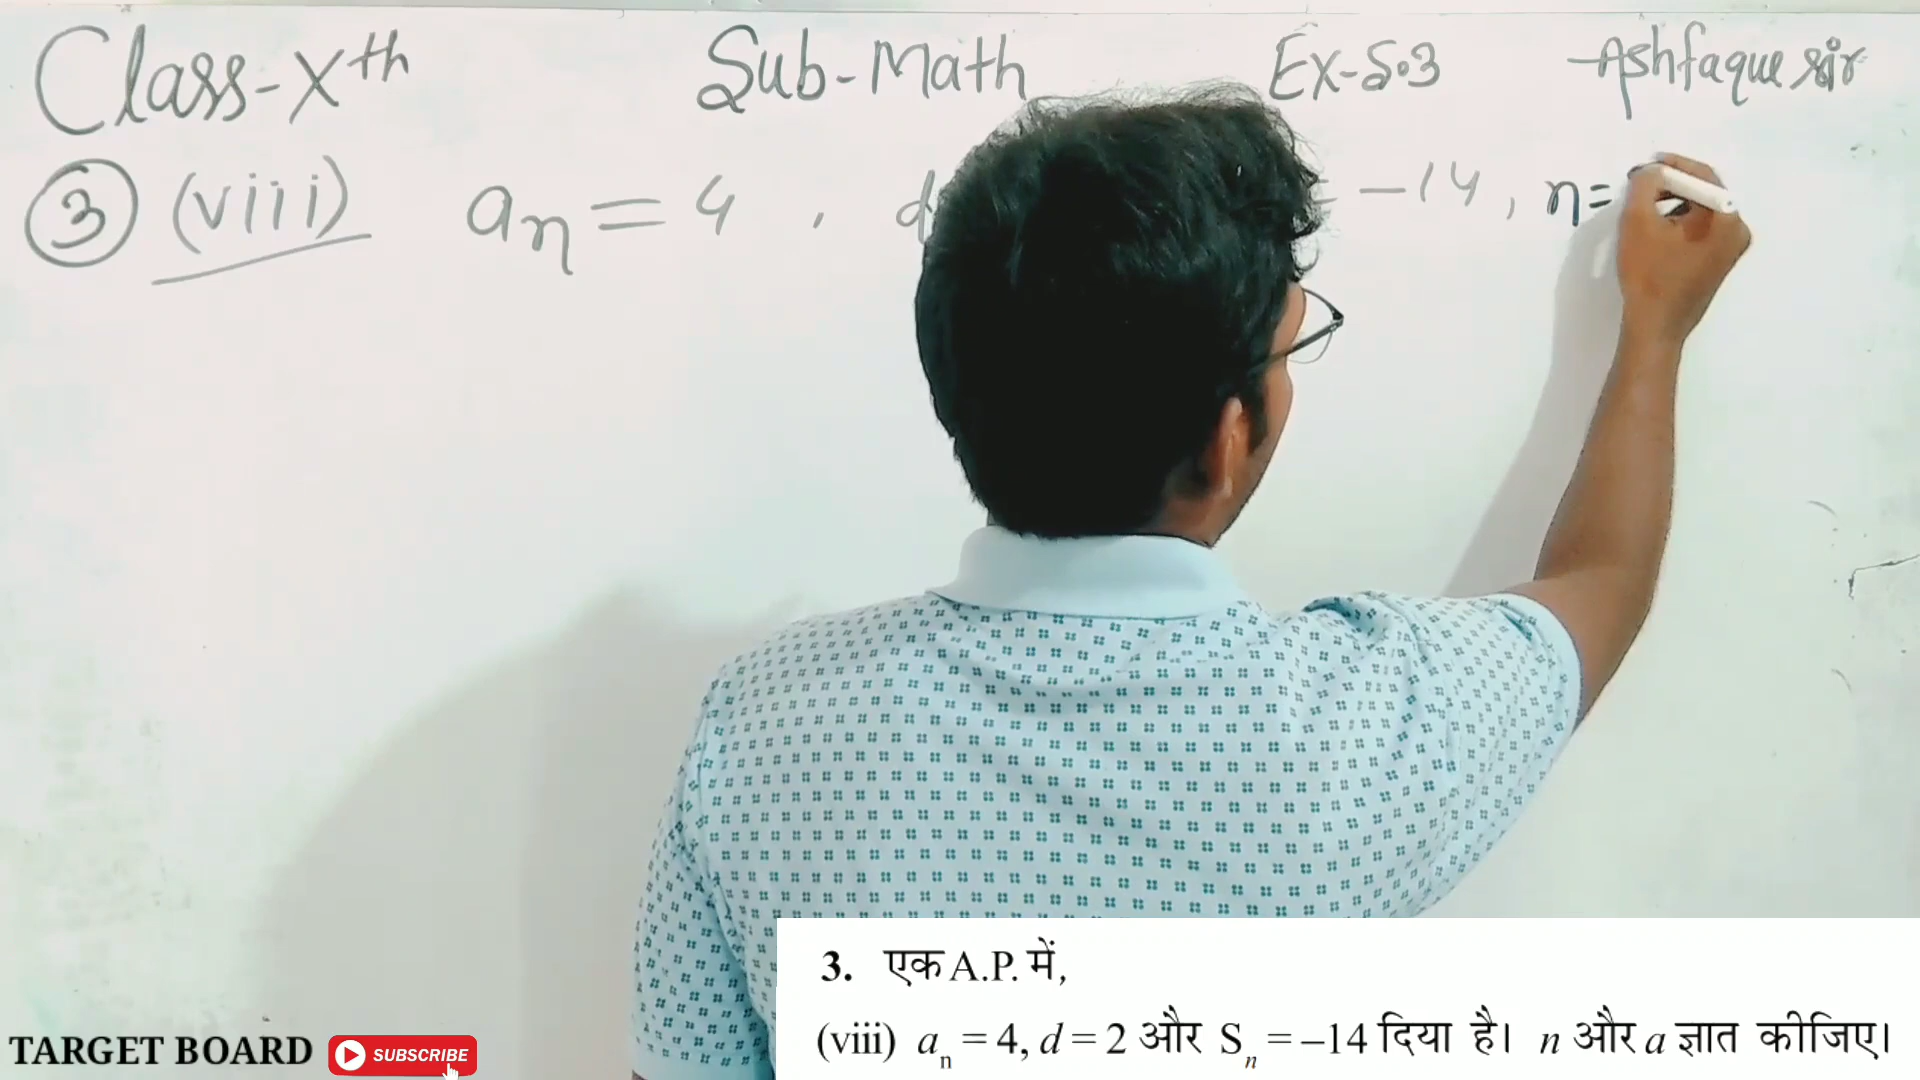 Class-Xth Sub-Math Ex-5.3 Ashfaque sir
3 (viii) an = 4 , d = -14 , n=
3. एक A.P. में,
(viii) an = 4, d = 2 और Sn = –14 दिया है। n और a ज्ञात कीजिए।
TARGET BOARD SUBSCRIBE